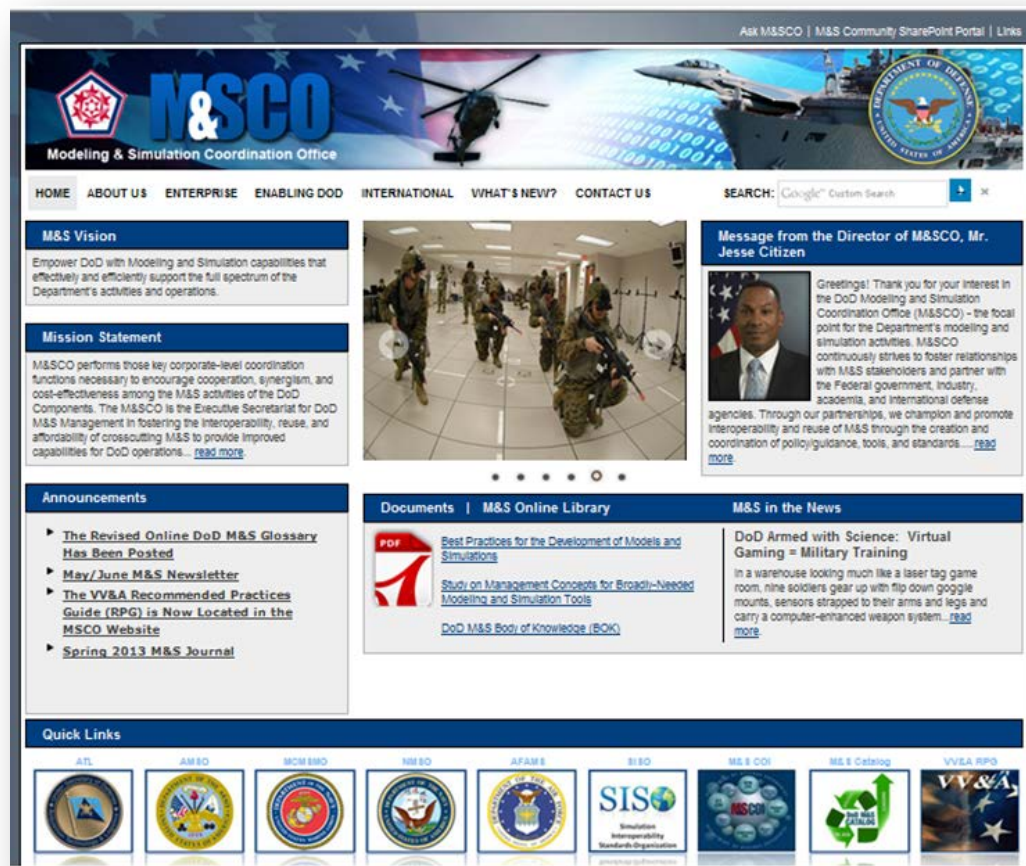 Ask M&SCO | M&S Community SharePoint Portal | Links
M&SCO
Modeling & Simulation Coordination Office
DEPARTMENT OF DEFENSE
UNITED STATES OF AMERICA
HOME ABOUT US ENTERPRISE ENABLING DOD INTERNATIONAL WHAT'S NEW? CONTACT US SEARCH: Google™ Custom Search
M&S Vision
Empower DoD with Modeling and Simulation capabilities that
effectively and efficiently support the full spectrum of the
Department's activities and operations.
Mission Statement
M&SCO performs those key corporate-level coordination
functions necessary to encourage cooperation, synergism, and
cost-effectiveness among the M&S activities of the DoD
Components. The M&SCO is the Executive Secretariat for DoD
M&S Management in fostering the interoperability, reuse, and
affordability of crosscutting M&S to provide improved
capabilities for DoD operations... read more.
Message from the Director of M&SCO, Mr.
Jesse Citizen
Greetings! Thank you for your interest in
the DoD Modeling and Simulation
Coordination Office (M&SCO) - the focal
point for the Department's modeling and
simulation activities. M&SCO
continuously strives to foster relationships
with M&S stakeholders and partner with
the Federal government, industry,
academia, and international defense
agencies. Through our partnerships, we champion and promote
interoperability and reuse of M&S through the creation and
coordination of policy/guidance, tools, and standards.....read
more.
Announcements
The Revised Online DoD M&S Glossary
Has Been Posted
May/June M&S Newsletter
The VV&A Recommended Practices
Guide (RPG) is Now Located in the
MSCO Website
Spring 2013 M&S Journal
Documents | M&S Online Library
PDF
Best Practices for the Development of Models and
Simulations
Study on Management Concepts for Broadly-Needed
Modeling and Simulation Tools
DoD M&S Body of Knowledge (BOK)
M&S in the News
DoD Armed with Science: Virtual
Gaming = Military Training
In a warehouse looking much like a laser tag game
room, nine soldiers gear up with flip down goggle
mounts, sensors strapped to their arms and legs and
carry a computer-enhanced weapon system...read
more.
Quick Links
ATL AMSO MCMSMO NMSO AFAMS SISO M&S COI M&S Catalog VV&A RPG
SISO
Simulation
Interoperability
Standards Organization
MSCOI
DoD M&S
CATALOG
VV&A